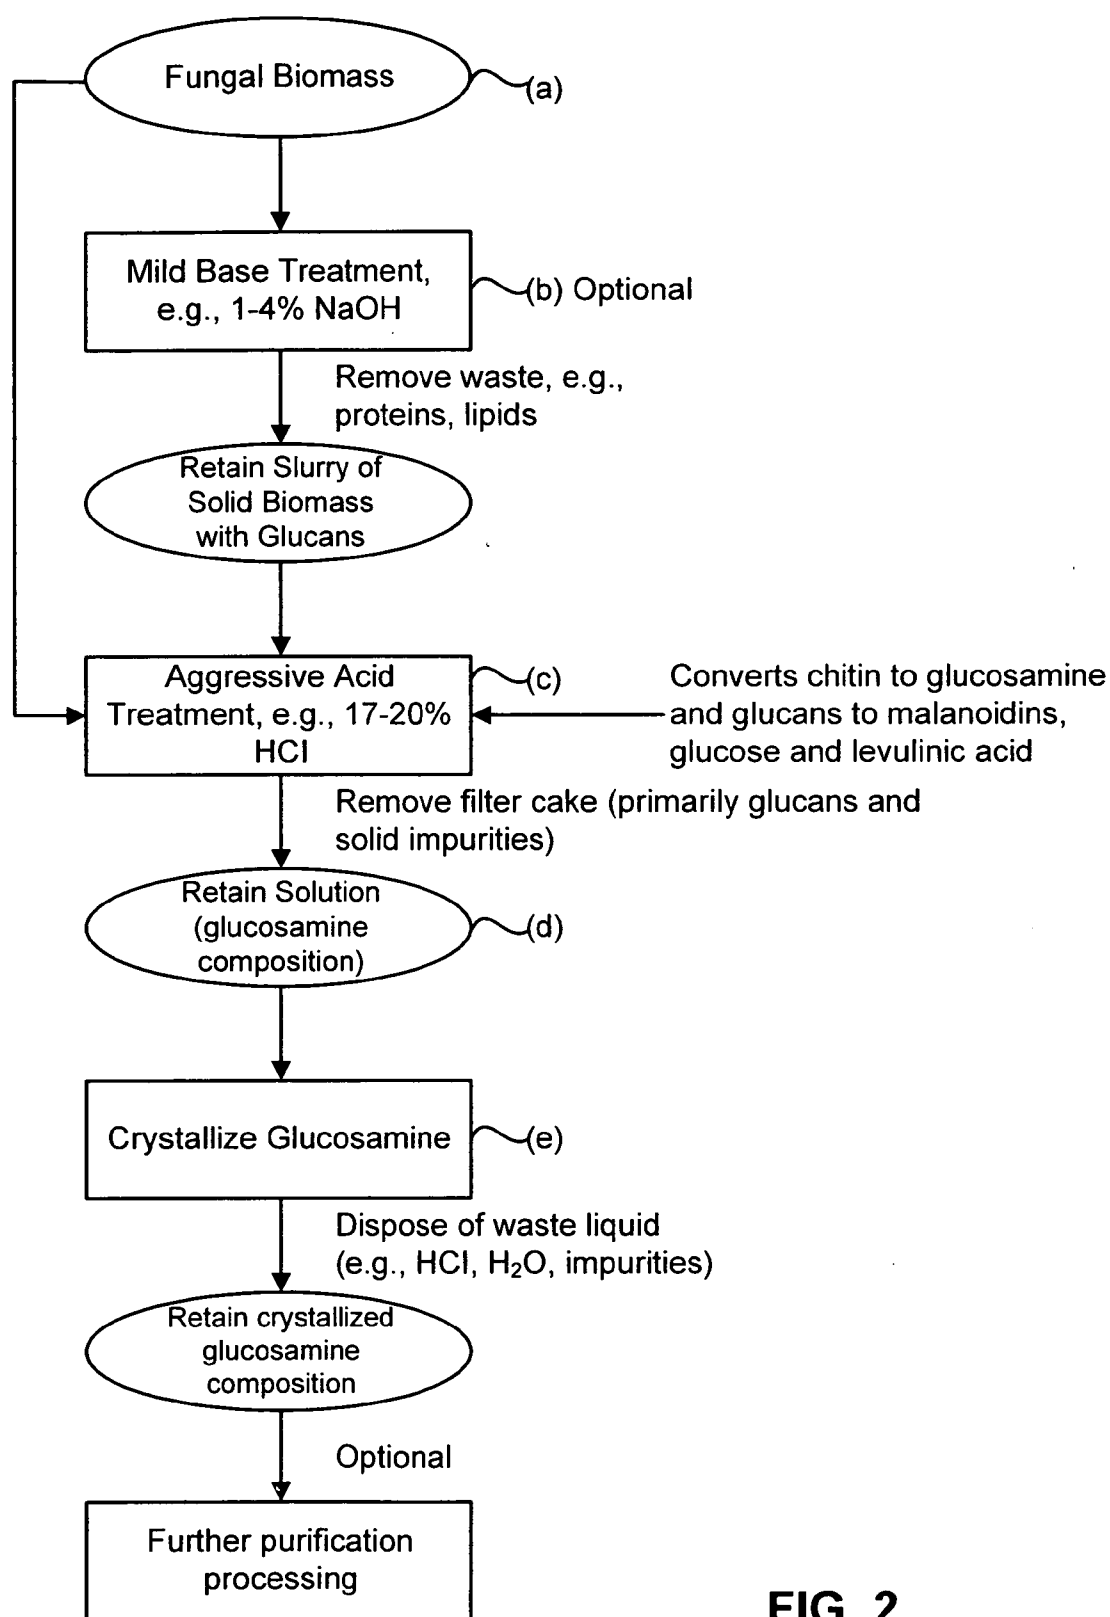 Fungal Biomass
(a)
Mild Base Treatment,
e.g., 1-4% NaOH
(b) Optional
Remove waste, e.g.,
proteins, lipids
Retain Slurry of
Solid Biomass
with Glucans
Aggressive Acid
Treatment, e.g., 17-20%
HCl
(c)
Converts chitin to glucosamine
and glucans to malanoidins,
glucose and levulinic acid
Remove filter cake (primarily glucans and
solid impurities)
Retain Solution
(glucosamine
composition)
(d)
Crystallize Glucosamine
(e)
Dispose of waste liquid
(e.g., HCl, H₂O, impurities)
Retain crystallized
glucosamine
composition
Optional
Further purification
processing
FIG. 2